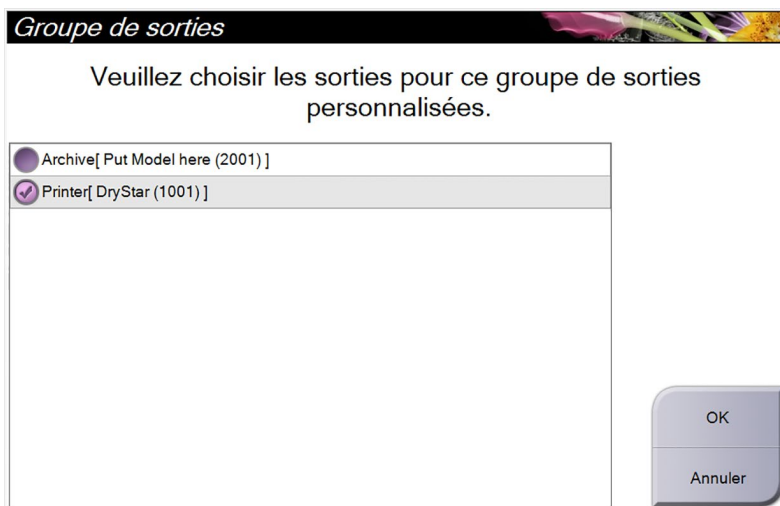 Groupe de sorties
Veuillez choisir les sorties pour ce groupe de sorties
personnalisées.
Archive[ Put Model here (2001) ]
Printer[ DryStar (1001) ]
OK
Annuler